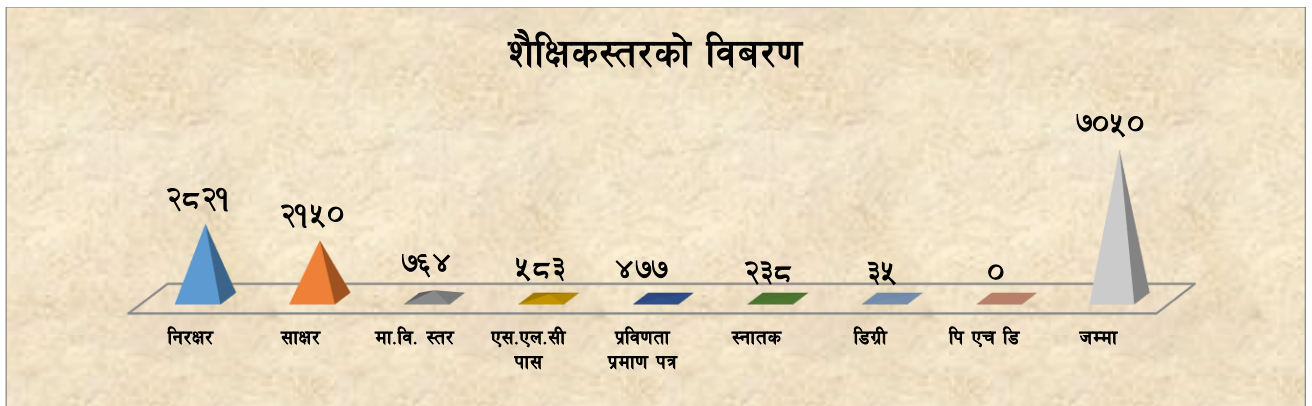 शैक्षिकस्तरको विबरण
७०५०
२८२१
२१५०
७६४
५८३
४७७
२३८
३५
०
निरक्षर
साक्षर
मा.वि. स्तर
एस.एल.सी
पास
प्रविणता
प्रमाण पत्र
स्नातक
डिग्री
पि एच डि
जम्मा